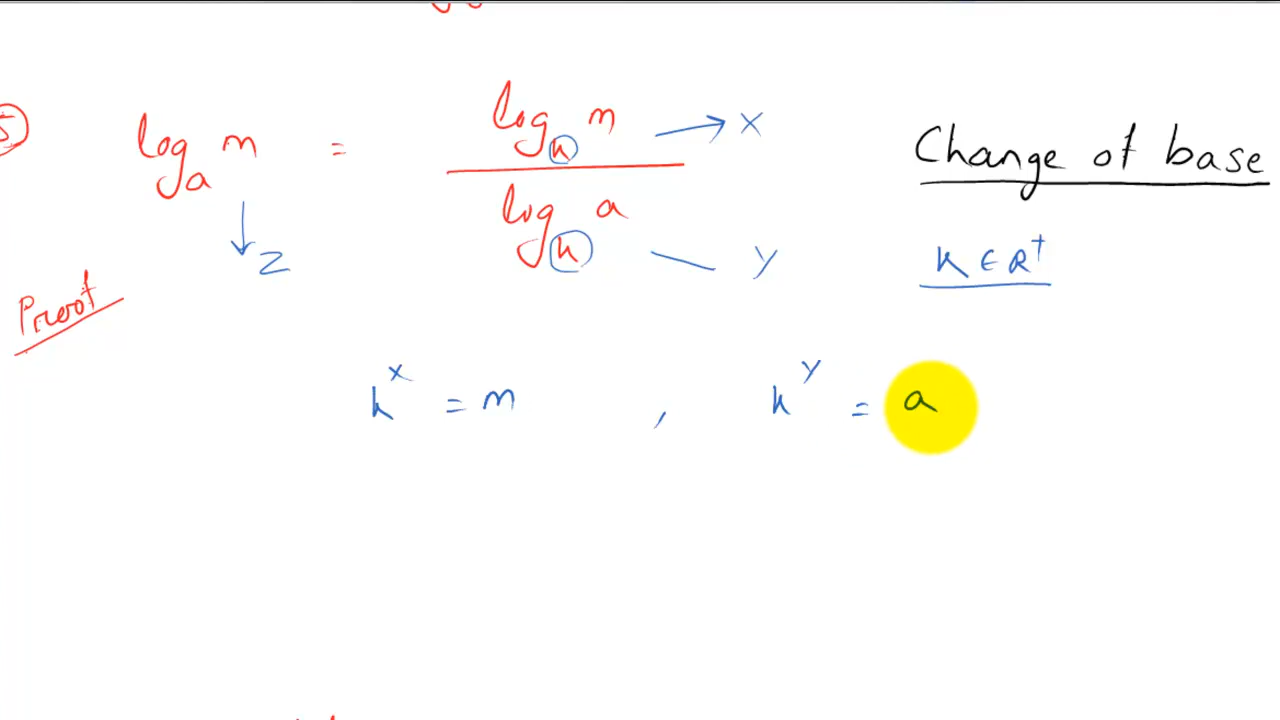 5
log_a m = log_k m / log_k a → x
Change of base
z
y
k ∈ R⁺
Proof
k^x = m , k^y = a